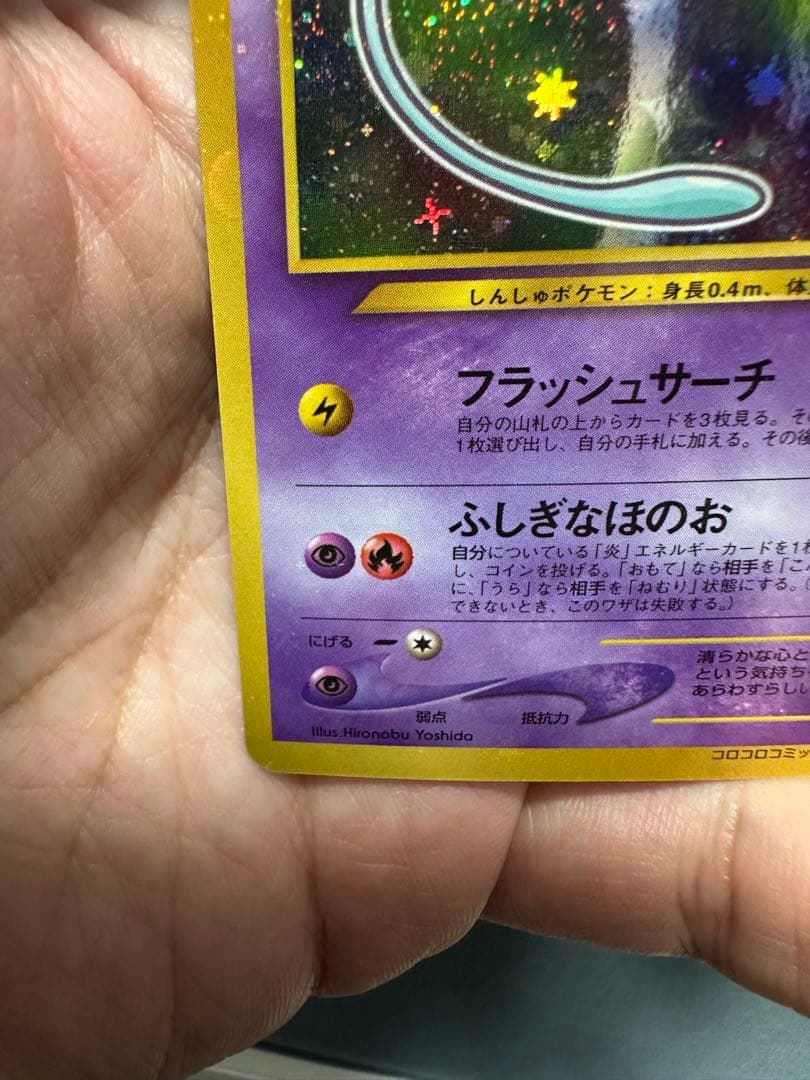 しんしゅポケモン：身長0.4m、体
フラッシュサーチ
自分の山札の上からカードを3枚見る。そ
1枚選び出し、自分の手札に加える。その後
ふしぎなほのお
自分についている「炎」エネルギーカードを1
し、コインを投げる。「おもて」なら相手を「こん
に、「うら」なら相手を「ねむり」状態にする。
できないとき、このワザは失敗する。）
にげる
清らかな心と
という気持ち
あらわすらしい
弱点 抵抗力
Illus.Hironobu Yoshida
コロコロコミッ